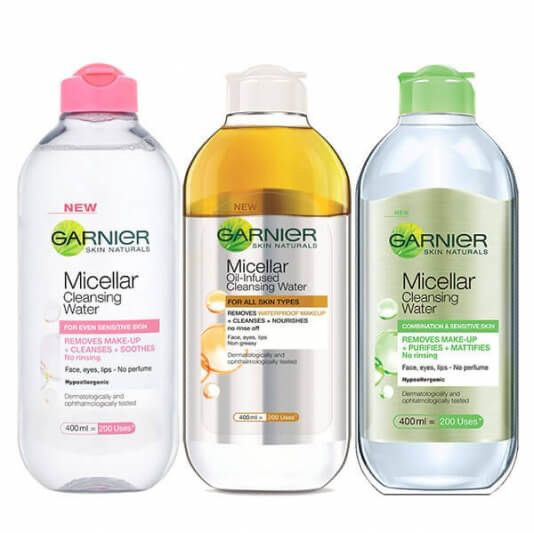 NEW
GARNIER
SKIN NATURALS
Micellar
Cleansing
Water
FOR EVEN SENSITIVE SKIN
REMOVES MAKE-UP
+ CLEANSES + SOOTHES
No rinsing
Face, eyes, lips - No perfume
Hypoallergenic
Dermatologically and
ophthalmologically tested
400ml = 200 Uses*
NEW
GARNIER
SKIN NATURALS
Micellar
Oil-Infused
Cleansing Water
FOR ALL SKIN TYPES
REMOVES WATERPROOF MAKEUP
+ CLEANSES + NOURISHES
no rinse off
Face, eyes, lips
Non greasy
Dermatologically and
ophthalmologically tested
400ml = 200 Uses*
NEW
GARNIER
SKIN NATURALS
Micellar
Cleansing
Water
COMBINATION & SENSITIVE SKIN
REMOVES MAKE-UP
+ PURIFIES + MATTIFIES
No rinsing
Face, eyes, lips - No perfume
Hypoallergenic
Dermatologically and
ophthalmologically tested
400ml = 200 Uses*